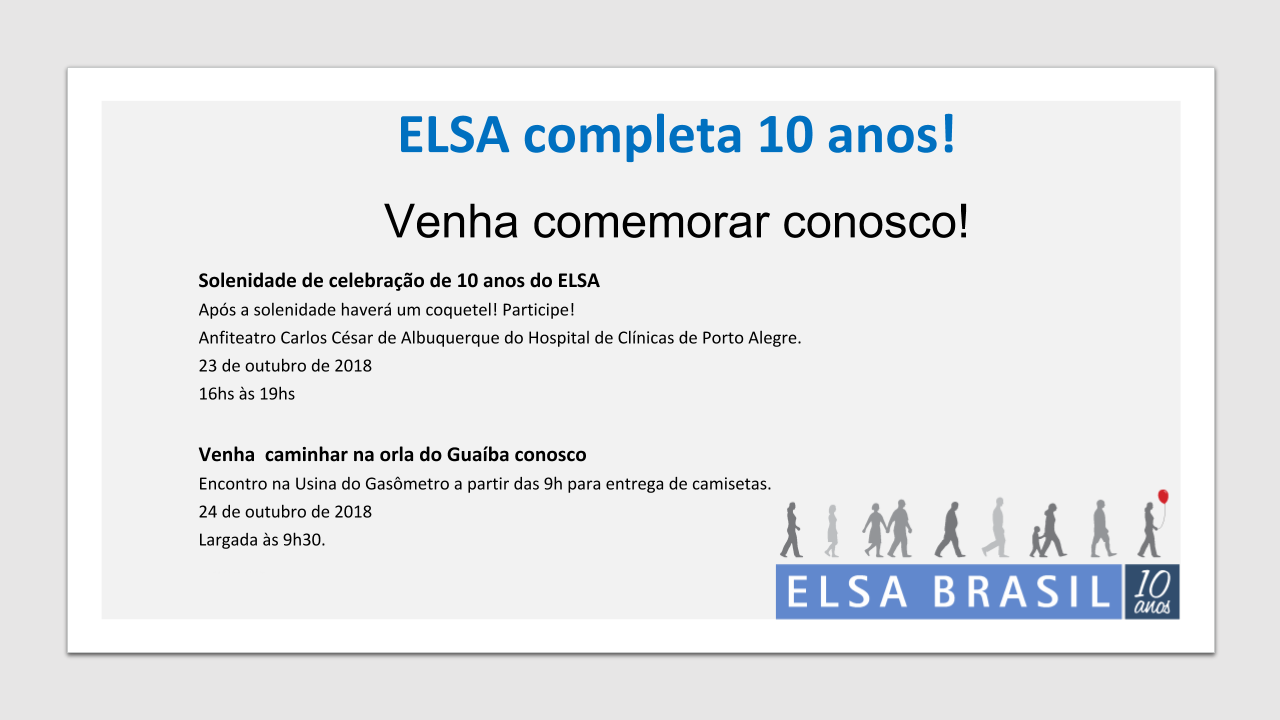 ELSA completa 10 anos!
Venha comemorar conosco!
Solenidade de celebração de 10 anos do ELSA
Após a solenidade haverá um coquetel! Participe!
Anfiteatro Carlos César de Albuquerque do Hospital de Clínicas de Porto Alegre.
23 de outubro de 2018
16hs às 19hs
Venha  caminhar na orla do Guaíba conosco
Encontro na Usina do Gasômetro a partir das 9h para entrega de camisetas.
24 de outubro de 2018
Largada às 9h30.
ELSA BRASIL 10 anos